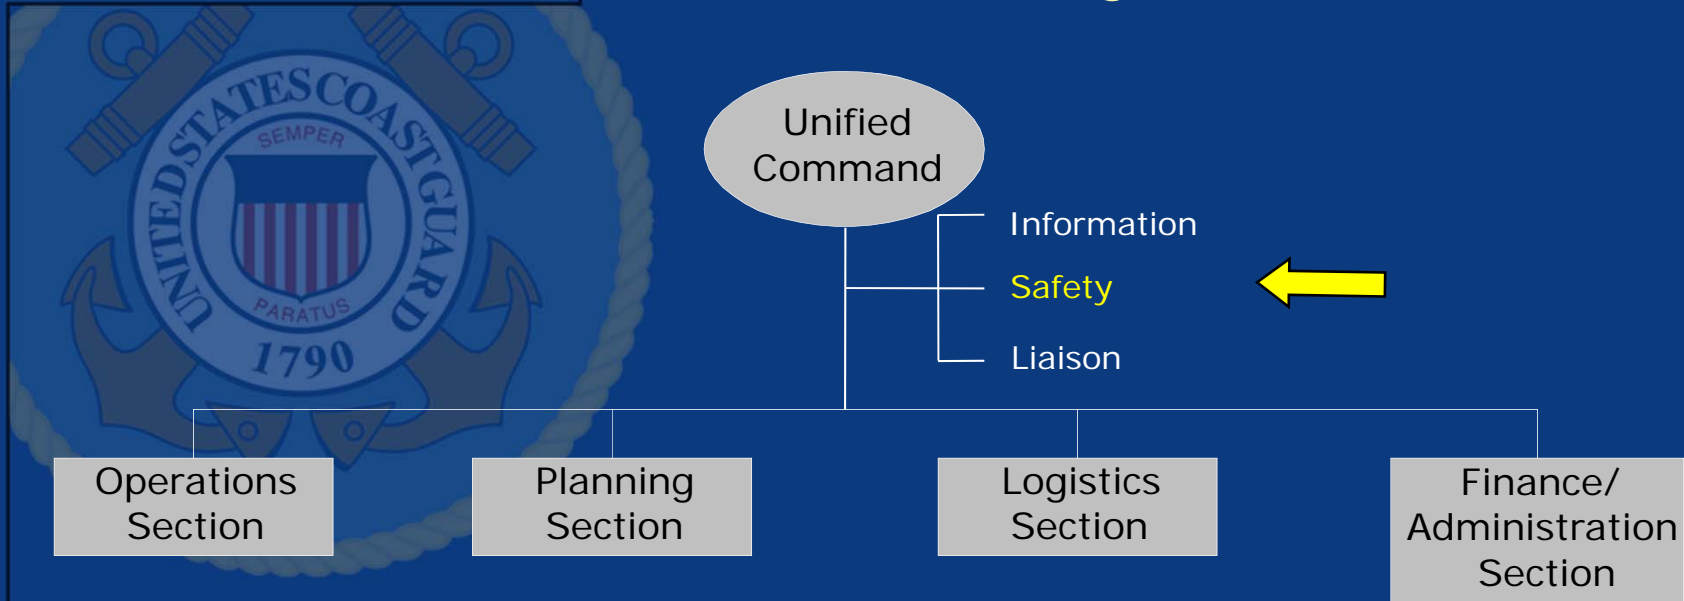 UNITED STATES COAST GUARD
SEMPER
PARATUS
1790
Unified
Command
Information
Safety
Liaison
Operations
Section
Planning
Section
Logistics
Section
Finance/
Administration
Section